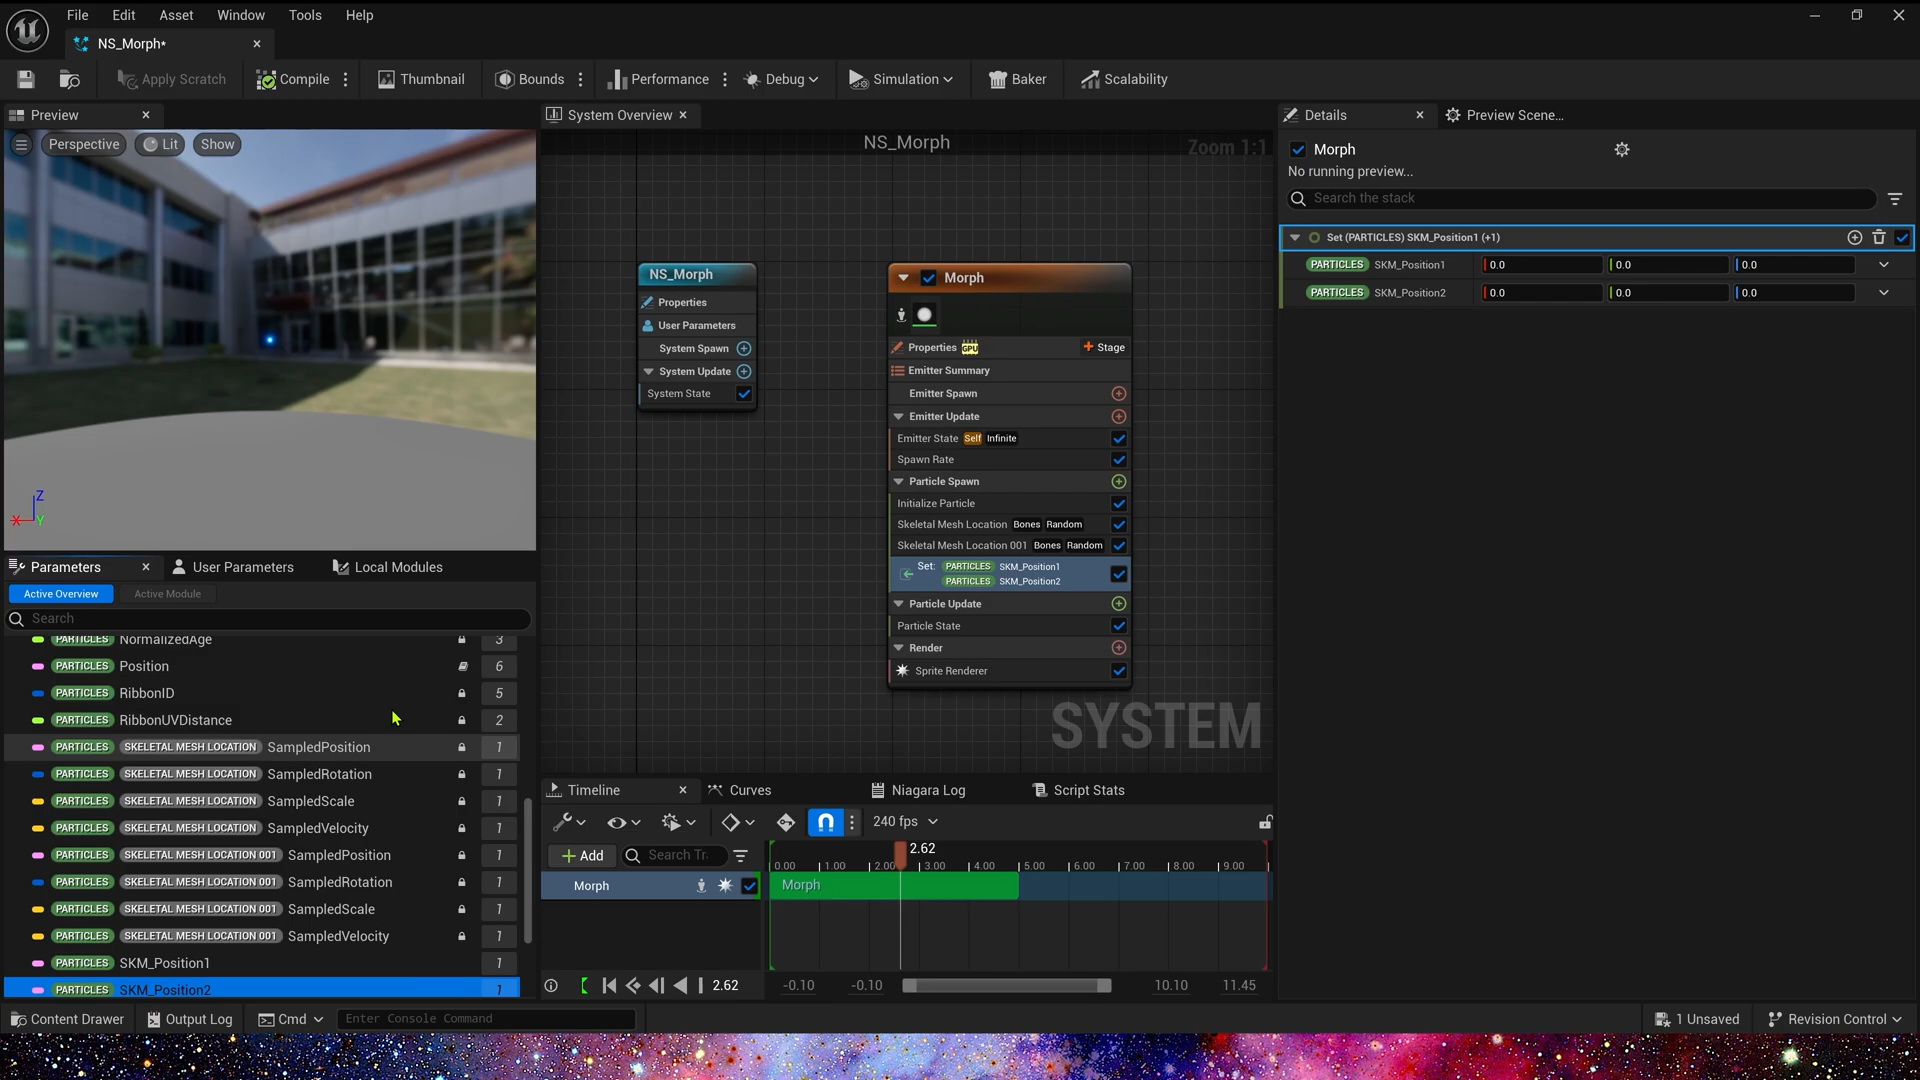 File Edit Asset Window Tools Help
NS_Morph*
Apply Scratch Compile Thumbnail Bounds Performance Debug Simulation Baker Scalability
Preview
Perspective Lit Show
Z
X Y
System Overview
NS_Morph
Zoom 1:1
NS_Morph
Properties
User Parameters
System Spawn
System Update
System State
Morph
Properties GPU + Stage
Emitter Summary
Emitter Spawn
Emitter Update
Emitter State Self Infinite
Spawn Rate
Particle Spawn
Initialize Particle
Skeletal Mesh Location Bones Random
Skeletal Mesh Location 001 Bones Random
Set: PARTICLES SKM_Position1
PARTICLES SKM_Position2
Particle Update
Particle State
Render
Sprite Renderer
SYSTEM
Details Preview Scene...
Morph
No running preview...
Search the stack
Set (PARTICLES) SKM_Position1 (+1)
PARTICLES SKM_Position1 0.0 0.0 0.0
PARTICLES SKM_Position2 0.0 0.0 0.0
Parameters User Parameters Local Modules
Active Overview Active Module
Search
PARTICLES NormalizedAge 3
PARTICLES Position 6
PARTICLES RibbonID 5
PARTICLES RibbonUVDistance 2
PARTICLES SKELETAL MESH LOCATION SampledPosition 1
PARTICLES SKELETAL MESH LOCATION SampledRotation 1
PARTICLES SKELETAL MESH LOCATION SampledScale 1
PARTICLES SKELETAL MESH LOCATION SampledVelocity 1
PARTICLES SKELETAL MESH LOCATION 001 SampledPosition 1
PARTICLES SKELETAL MESH LOCATION 001 SampledRotation 1
PARTICLES SKELETAL MESH LOCATION 001 SampledScale 1
PARTICLES SKELETAL MESH LOCATION 001 SampledVelocity 1
PARTICLES SKM_Position1 1
PARTICLES SKM_Position2 1
Timeline Curves Niagara Log Script Stats
240 fps
+ Add Search Tr 2.62
0.00 1.00 2.00 3.00 4.00 5.00 6.00 7.00 8.00 9.00
Morph Morph
2.62 -0.10 -0.10 10.10 11.45
Content Drawer Output Log Cmd Enter Console Command 1 Unsaved Revision Control